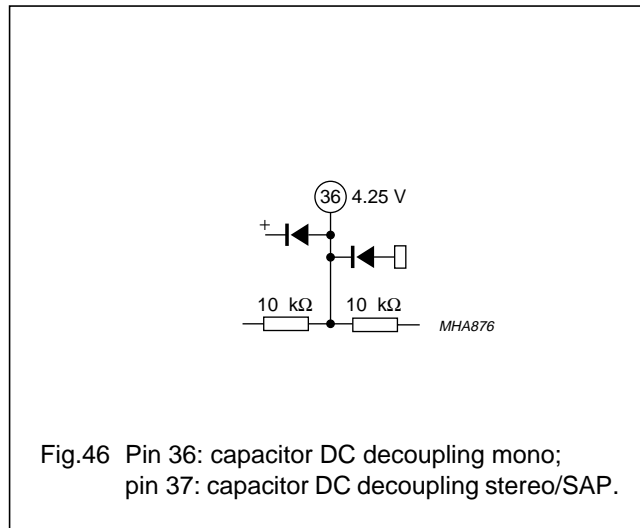 36 4.25 V
+
10 kΩ 10 kΩ
MHA876
Fig.46 Pin 36: capacitor DC decoupling mono;
pin 37: capacitor DC decoupling stereo/SAP.